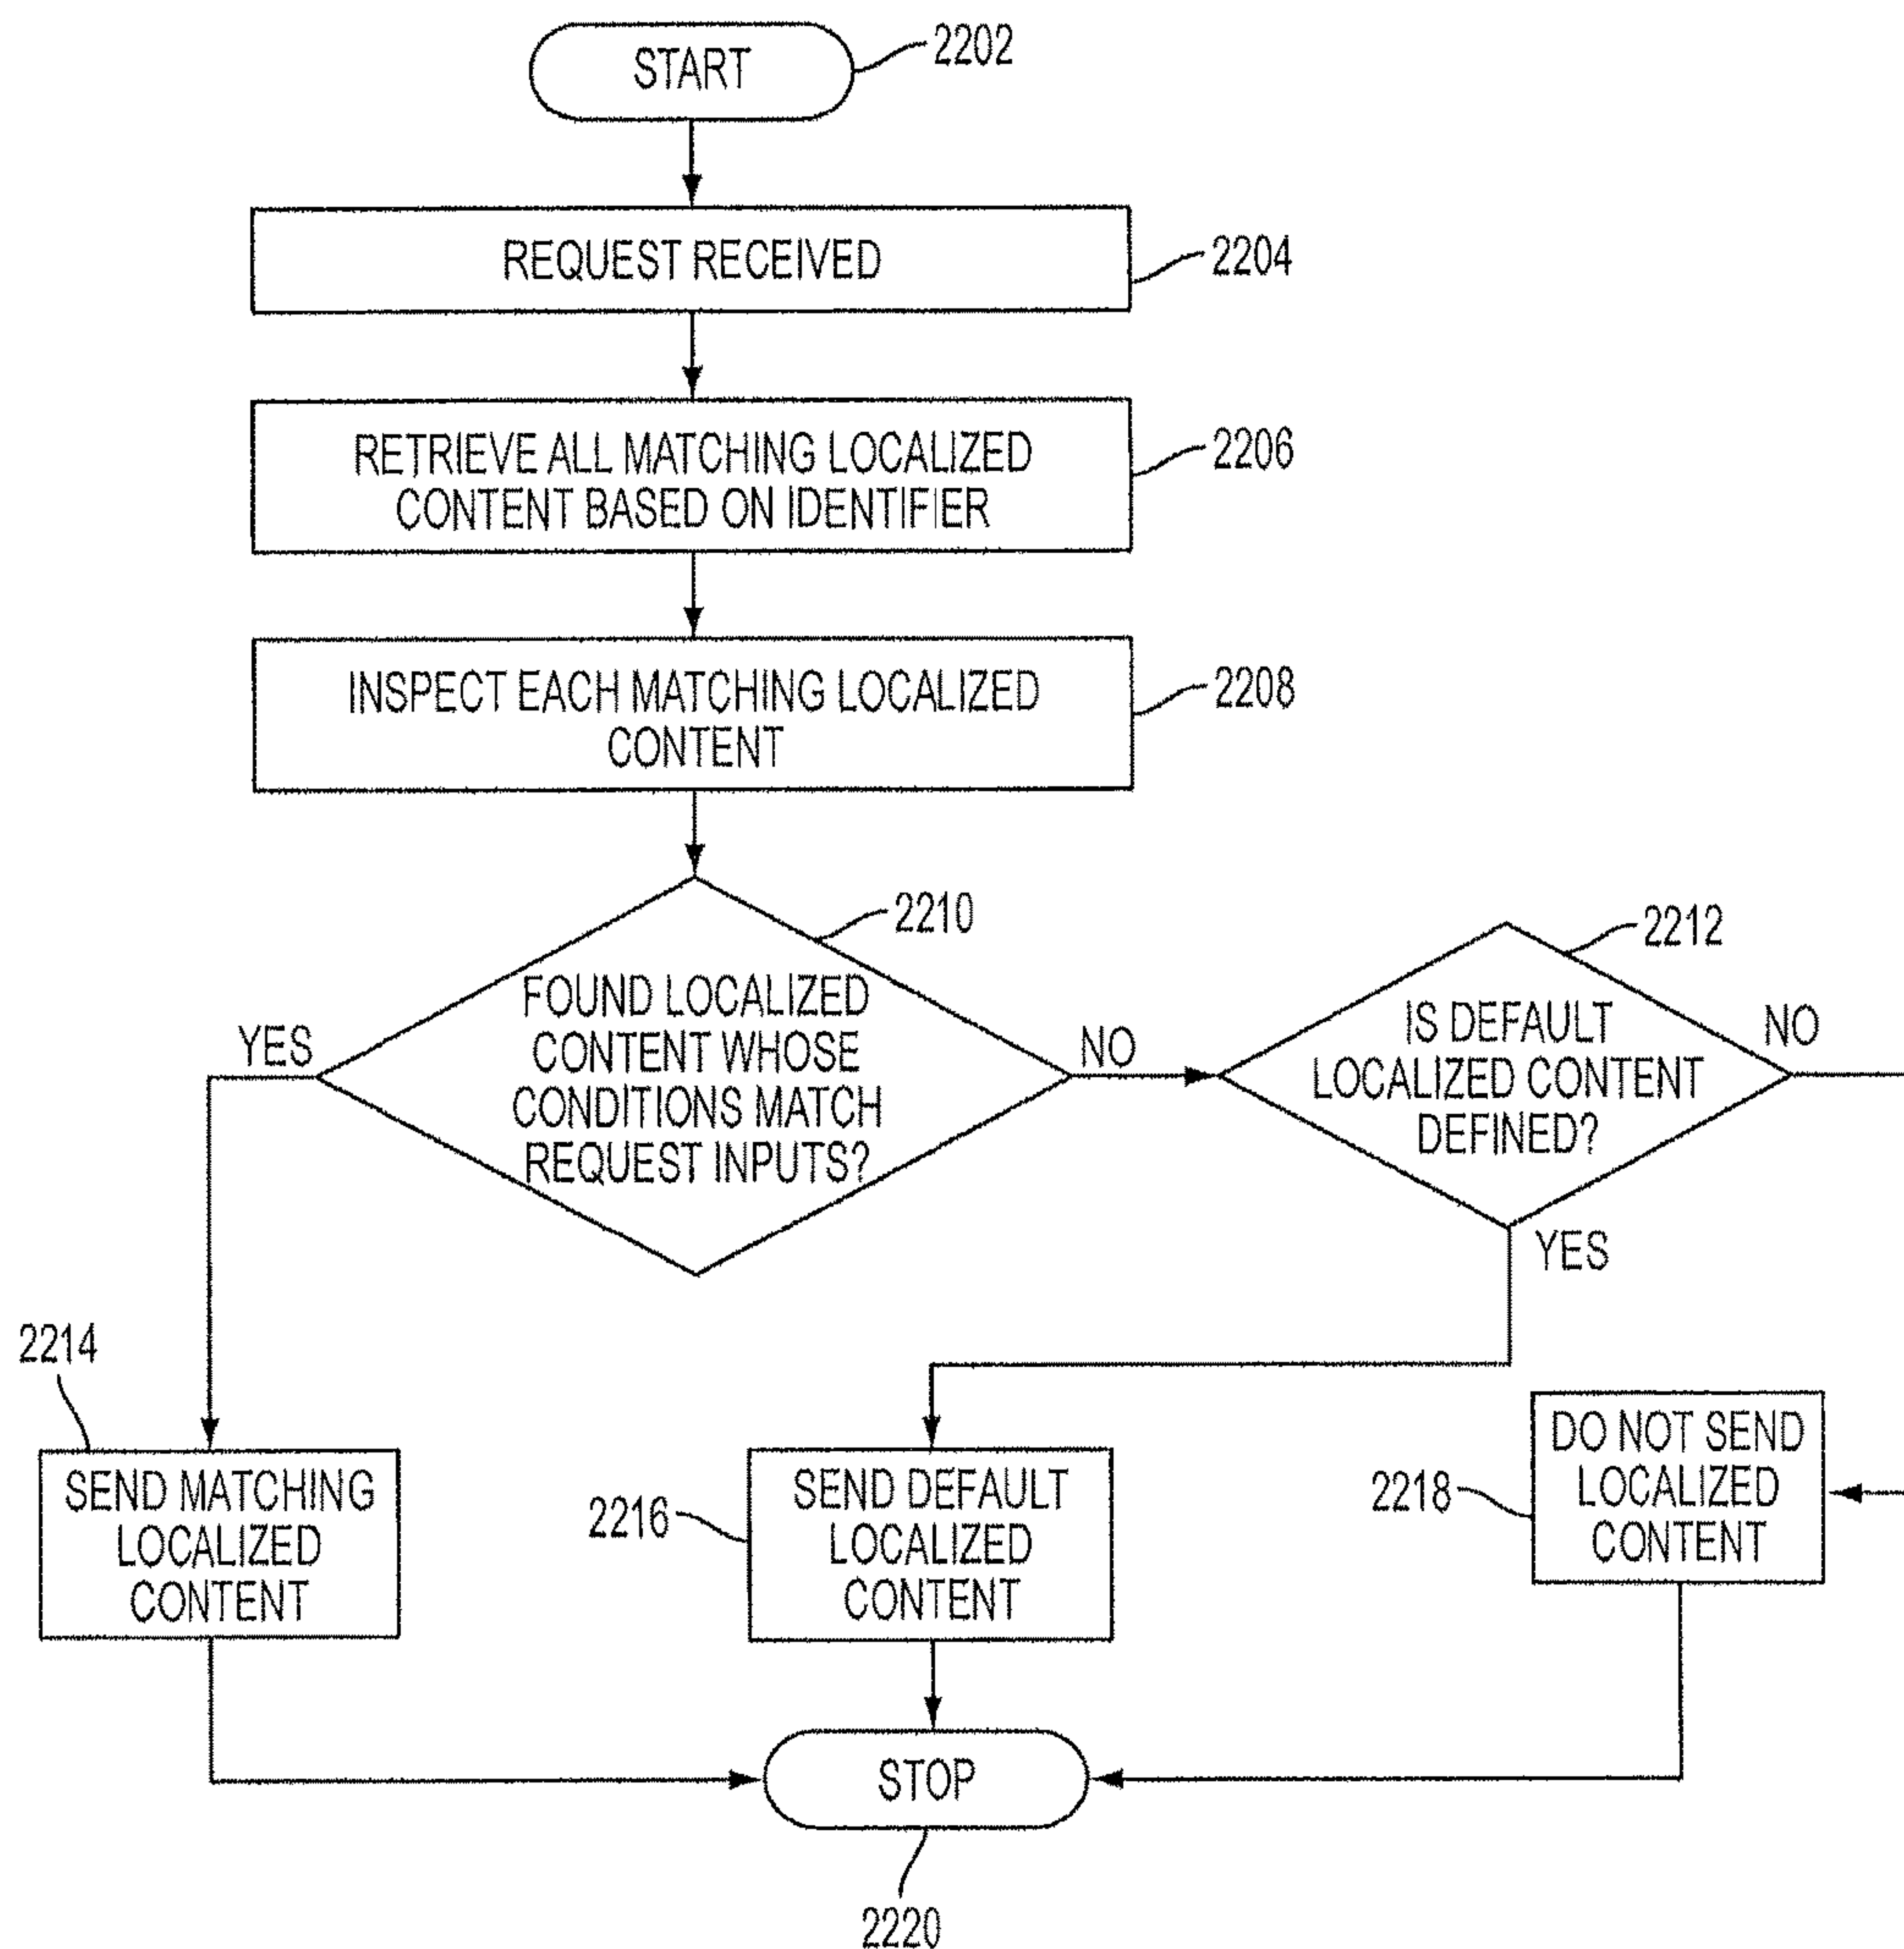 START
2202
REQUEST RECEIVED
2204
RETRIEVE ALL MATCHING LOCALIZED
CONTENT BASED ON IDENTIFIER
2206
INSPECT EACH MATCHING LOCALIZED
CONTENT
2208
2210
FOUND LOCALIZED
CONTENT WHOSE
CONDITIONS MATCH
REQUEST INPUTS?
YES
NO
2212
IS DEFAULT
LOCALIZED CONTENT
DEFINED?
NO
YES
2214
SEND MATCHING
LOCALIZED
CONTENT
2216
SEND DEFAULT
LOCALIZED
CONTENT
2218
DO NOT SEND
LOCALIZED
CONTENT
STOP
2220